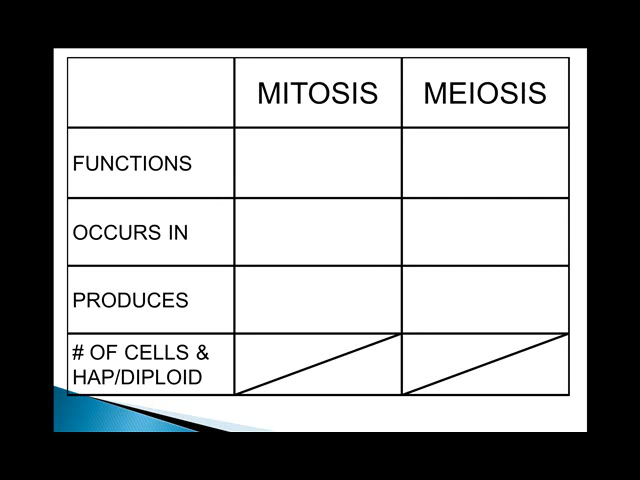 MITOSIS
MEIOSIS
FUNCTIONS
OCCURS IN
PRODUCES
# OF CELLS &
HAP/DIPLOID